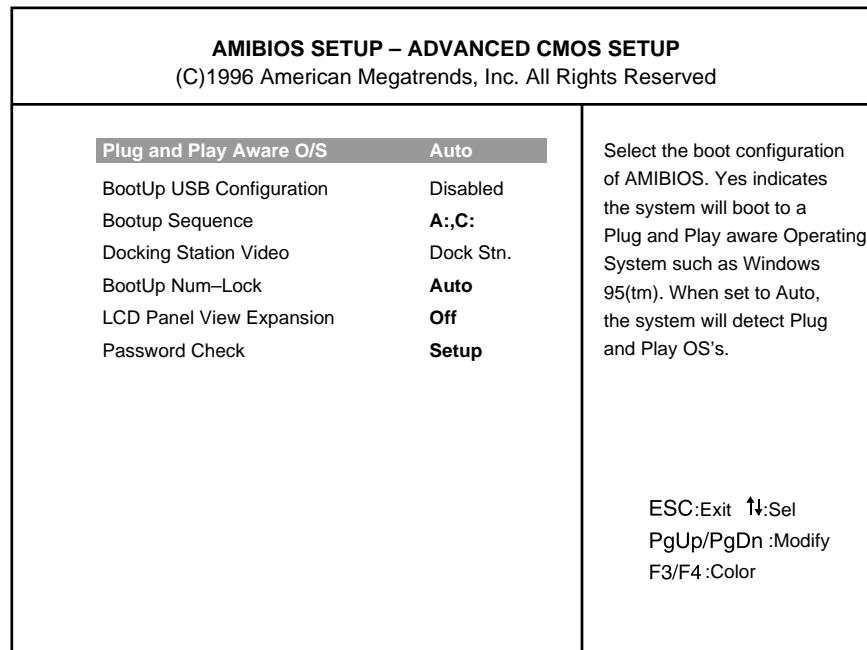 AMIBIOS SETUP – ADVANCED CMOS SETUP
(C)1996 American Megatrends, Inc. All Rights Reserved
Plug and Play Aware O/S Auto
BootUp USB Configuration Disabled
Bootup Sequence A:,C:
Docking Station Video Dock Stn.
BootUp Num–Lock Auto
LCD Panel View Expansion Off
Password Check Setup
Select the boot configuration
of AMIBIOS. Yes indicates
the system will boot to a
Plug and Play aware Operating
System such as Windows
95(tm). When set to Auto,
the system will detect Plug
and Play OS's.
ESC:Exit ↑↓:Sel
PgUp/PgDn :Modify
F3/F4:Color